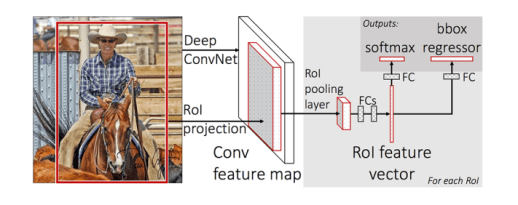 Deep
ConvNet
RoI
projection
Conv
feature map
RoI
pooling
layer
FCs
RoI feature
vector
Outputs:
softmax
bbox
regressor
FC
FC
For each RoI